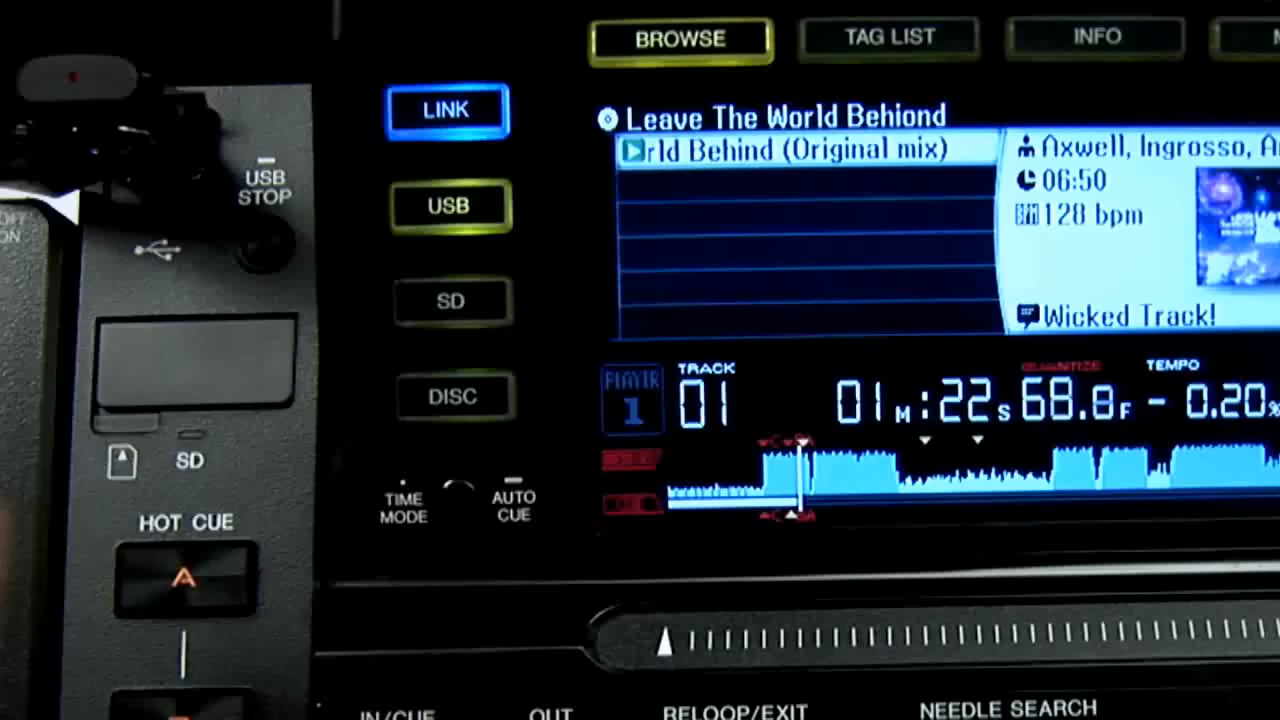 BROWSE
TAG LIST
INFO
LINK
Leave The World Behiond
rld Behind (Original mix)
Axwell, Ingrosso, A
USB
STOP
USB
06:50
128 bpm
SD
Wicked Track!
DISC
PLAYER
1
TRACK
01
01 M :22 S 68.8 F
QUANTIZE
TEMPO
- 0.20%
SD
TIME
MODE
AUTO
CUE
HOT CUE
A
IN/CUE
OUT
RELOOP/EXIT
NEEDLE SEARCH
ON